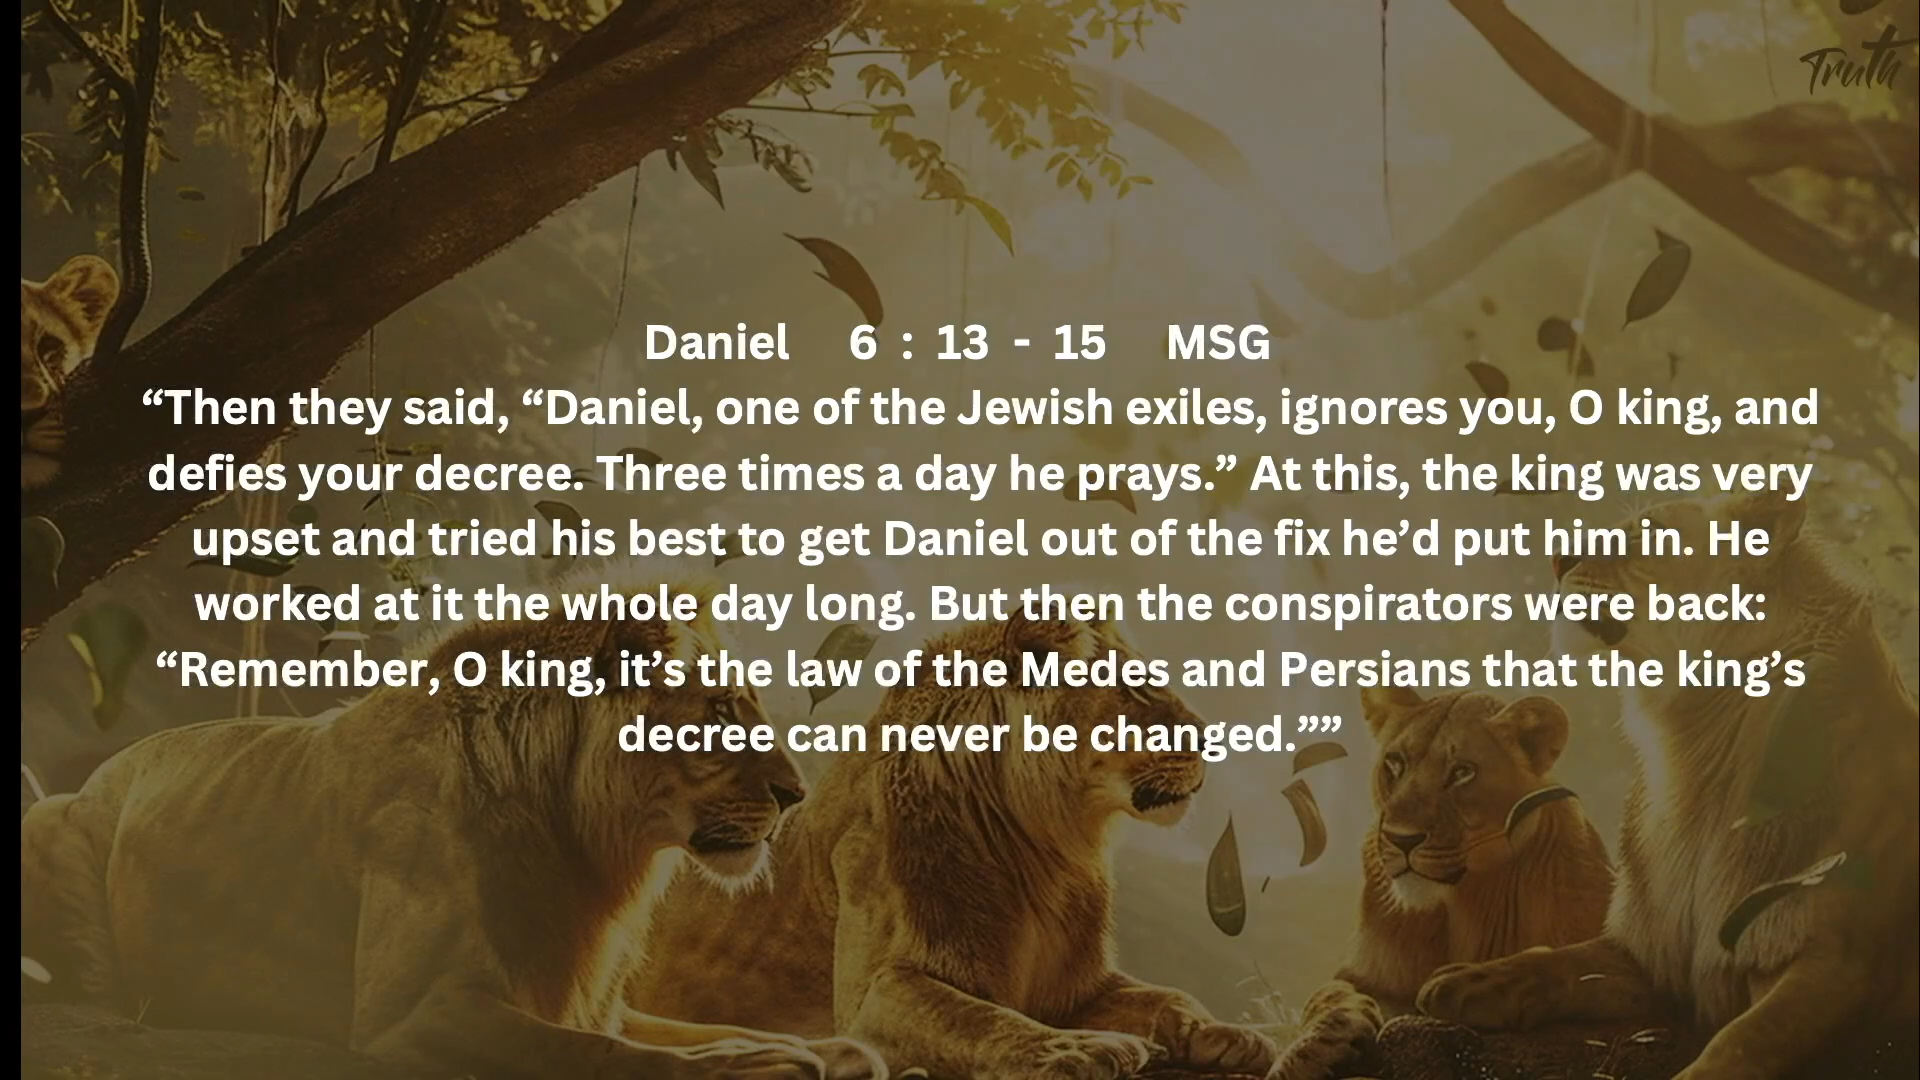 Truth
Daniel 6 : 13 - 15 MSG
“Then they said, “Daniel, one of the Jewish exiles, ignores you, O king, and
defies your decree. Three times a day he prays.” At this, the king was very
upset and tried his best to get Daniel out of the fix he’d put him in. He
worked at it the whole day long. But then the conspirators were back:
“Remember, O king, it’s the law of the Medes and Persians that the king’s
decree can never be changed.””